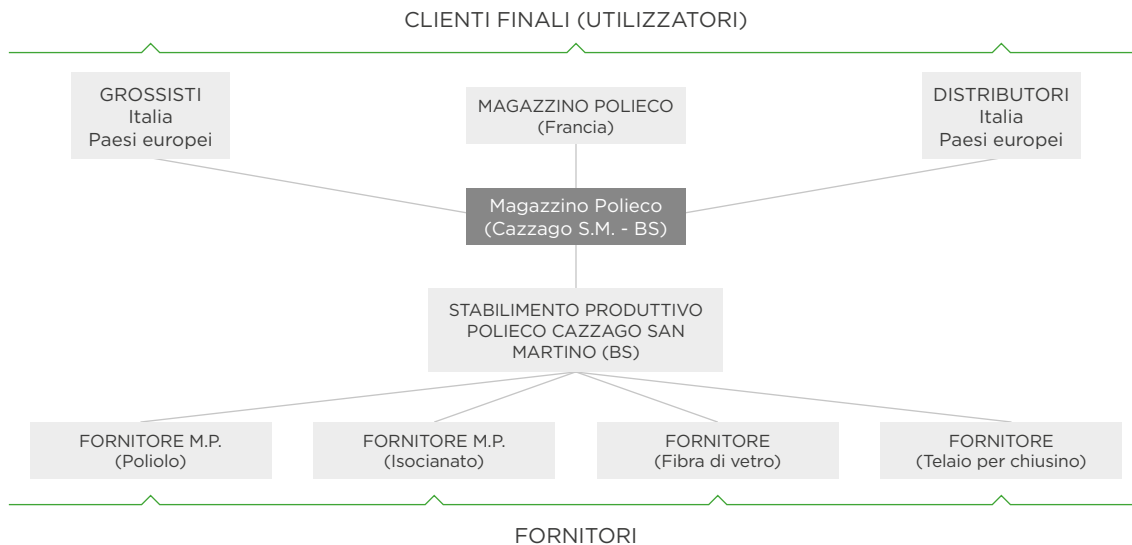 CLIENTI FINALI (UTILIZZATORI)
GROSSISTI
Italia
Paesi europei
MAGAZZINO POLIECO
(Francia)
DISTRIBUTORI
Italia
Paesi europei
Magazzino Polieco
(Cazzago S.M. - BS)
STABILIMENTO PRODUTTIVO
POLIECO CAZZAGO SAN
MARTINO (BS)
FORNITORE M.P.
(Poliolo)
FORNITORE M.P.
(Isocianato)
FORNITORE
(Fibra di vetro)
FORNITORE
(Telaio per chiusino)
FORNITORI